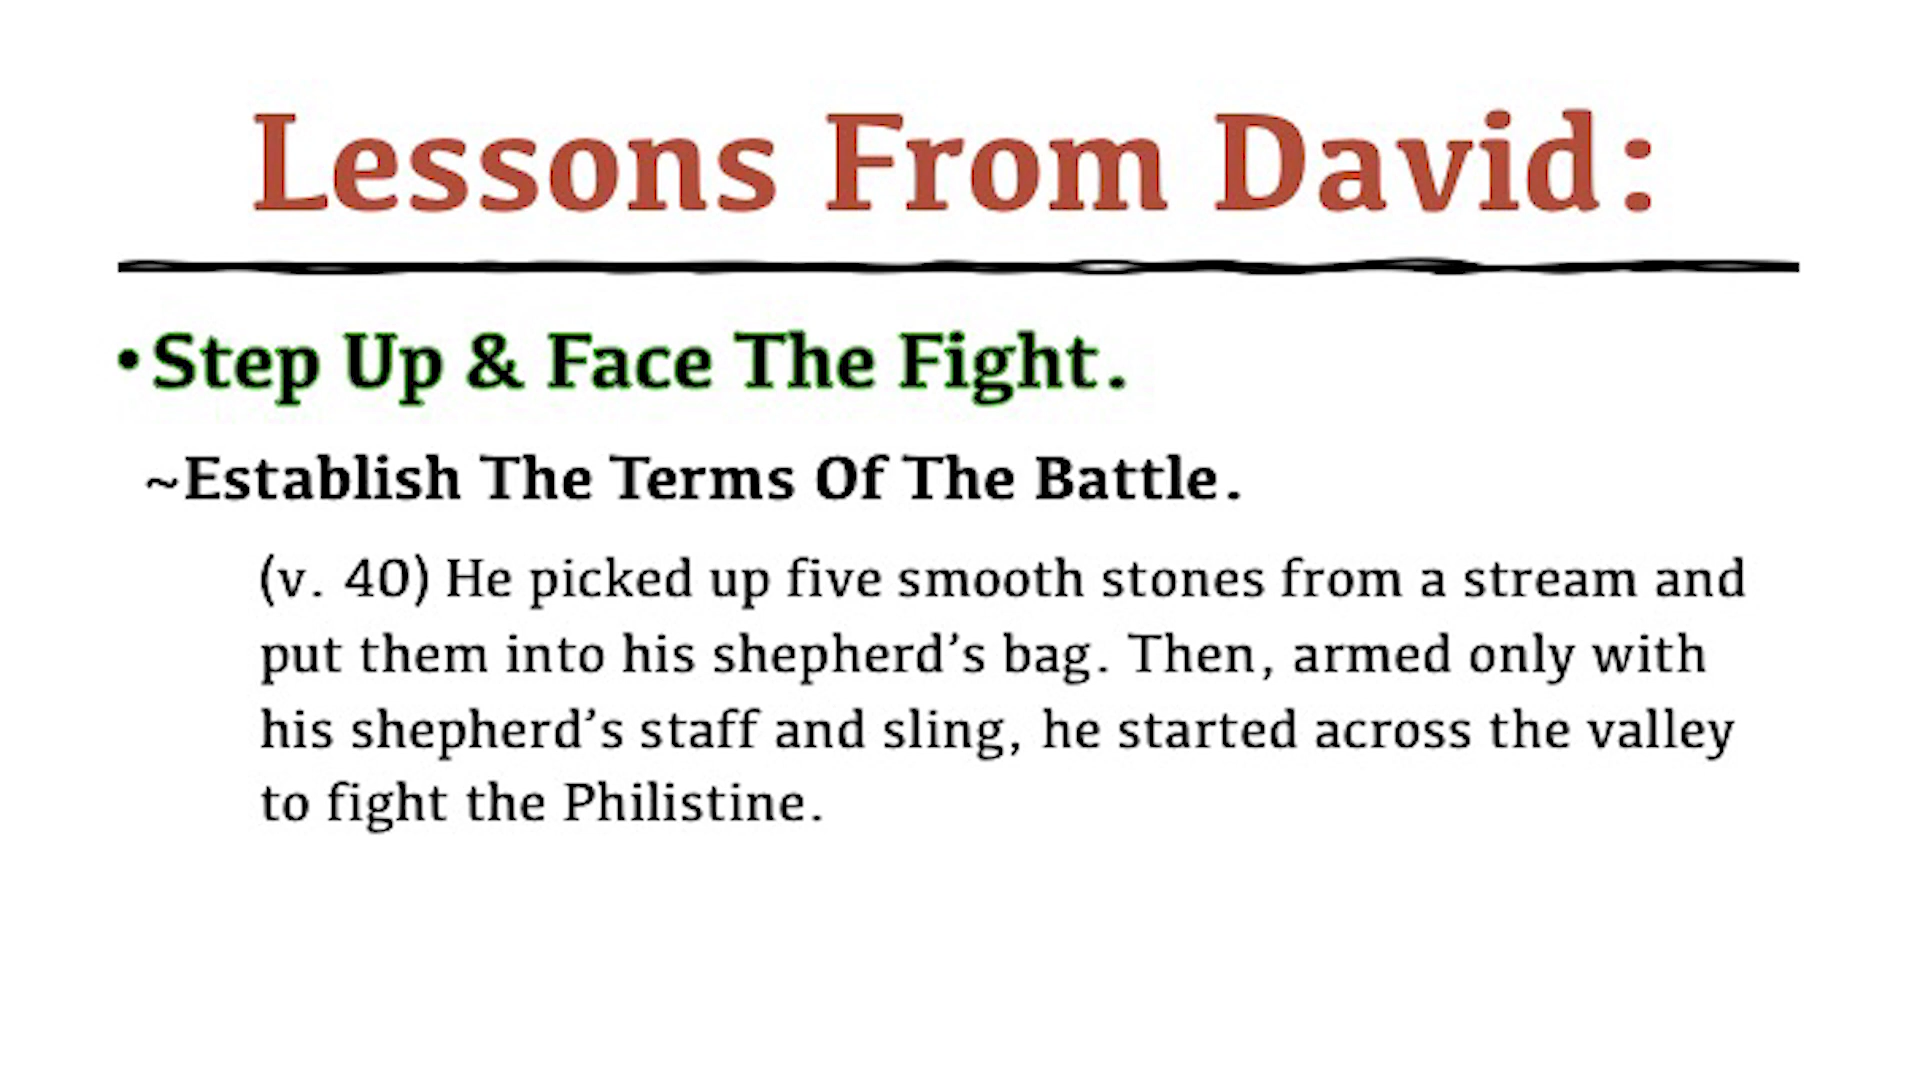 Lessons From David:
•Step Up & Face The Fight.
~Establish The Terms Of The Battle.
(v. 40) He picked up five smooth stones from a stream and
put them into his shepherd’s bag. Then, armed only with
his shepherd’s staff and sling, he started across the valley
to fight the Philistine.